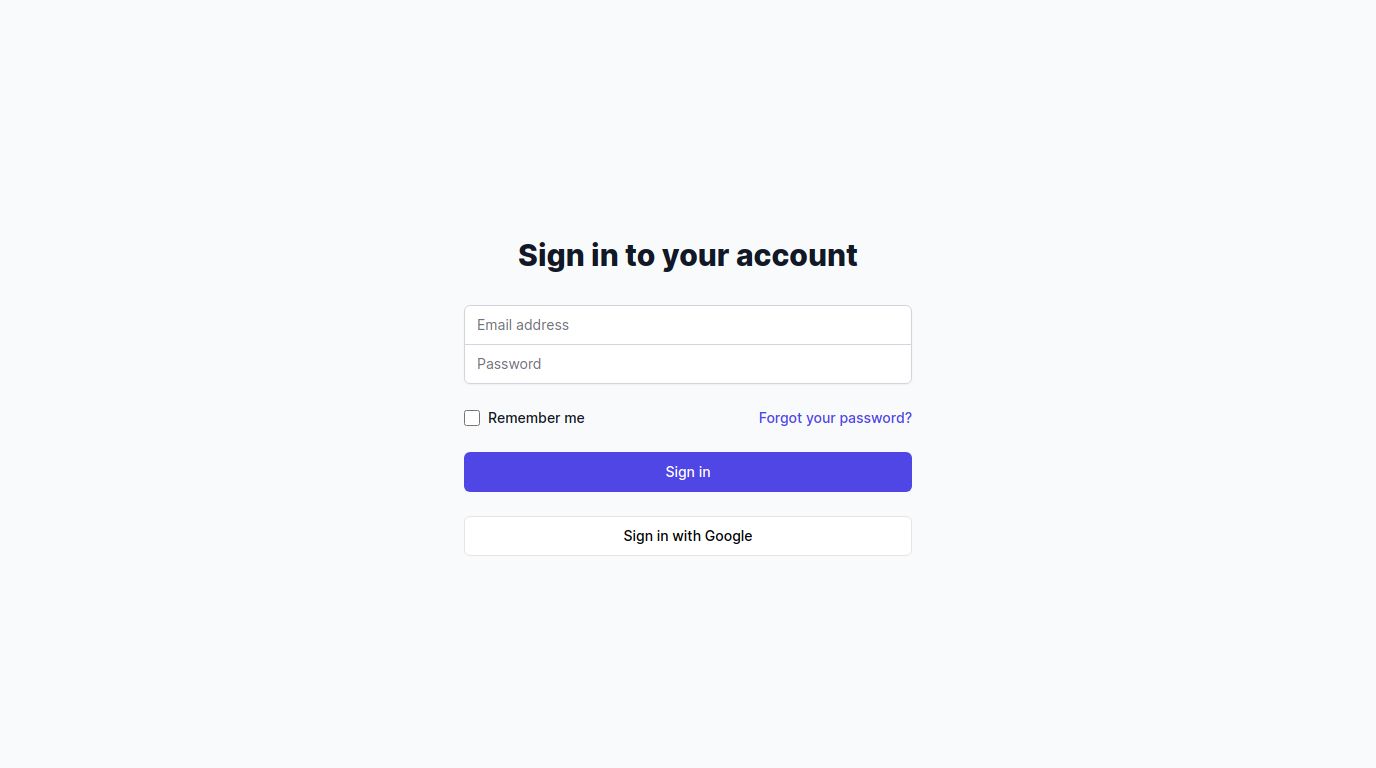 Sign in to your account
Email address
Password
Remember me
Forgot your password?
Sign in
Sign in with Google